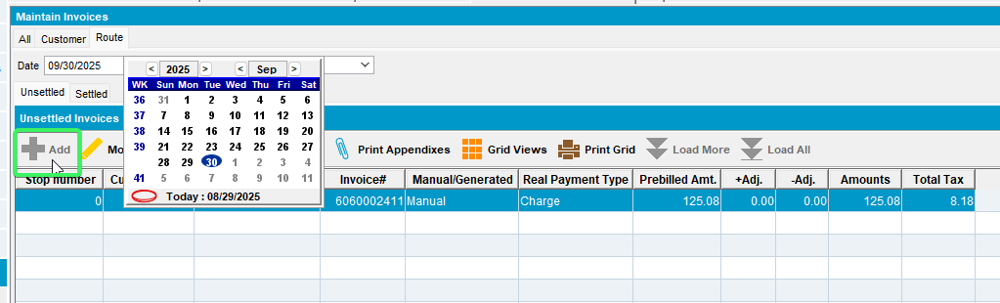 Maintain Invoices
All Customer Route
Date 09/30/2025
< 2025 > < Sep >
WK Sun Mon Tue Wed Thu Fri Sat
36 31 1 2 3 4 5 6
37 7 8 9 10 11 12 13
38 14 15 16 17 18 19 20
39 21 22 23 24 25 26 27
28 29 30 1 2 3 4
41 5 6 7 8 9 10 11
Today : 08/29/2025
Unsettled Settled
Unsettled Invoices
Add Mo Print Appendixes Grid Views Print Grid Load More Load All
Stop number Cu Invoice# Manual/Generated Real Payment Type Prebilled Amt. +Adj. -Adj. Amounts Total Tax
0 6060002411 Manual Charge 125.08 0.00 0.00 125.08 8.18